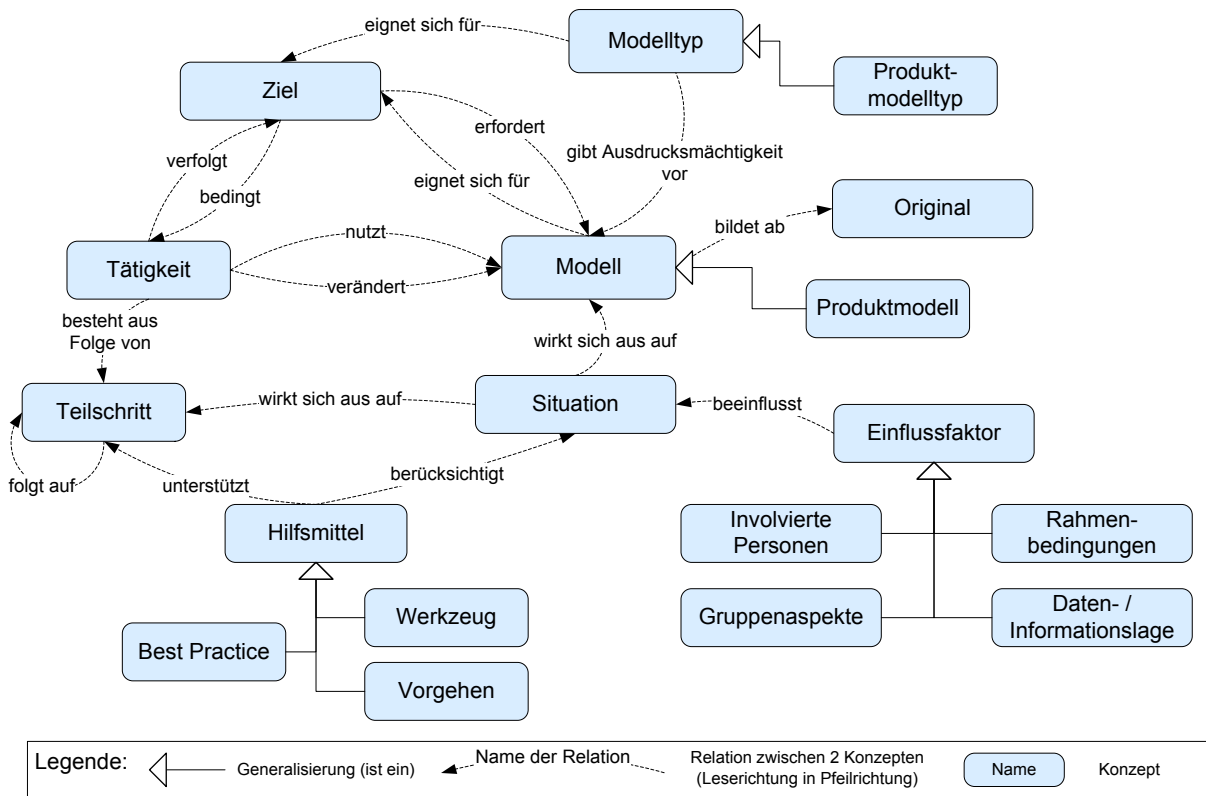 eignet sich für
Modelltyp
Produkt-
modelltyp
Ziel
erfordert
verfolgt
gibt Ausdrucksmächtigkeit
vor
eignet sich für
bedingt
Original
bildet ab
nutzt
Tätigkeit
Modell
verändert
Produktmodell
besteht aus
Folge von
wirkt sich aus auf
Teilschritt
wirkt sich aus auf
Situation
beeinflusst
Einflussfaktor
folgt auf
unterstützt
berücksichtigt
Hilfsmittel
Involvierte
Personen
Rahmen-
bedingungen
Werkzeug
Gruppenaspekte
Daten- /
Informationslage
Best Practice
Vorgehen
Legende:
Generalisierung (ist ein)
Name der Relation
Relation zwischen 2 Konzepten
(Leserichtung in Pfeilrichtung)
Name
Konzept